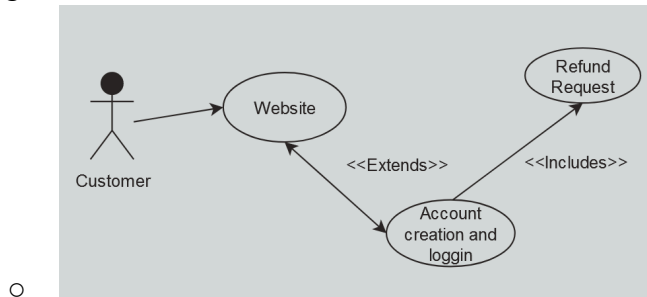 Refund
Request
Website
<<Extends>>
<<Includes>>
Customer
Account
creation and
loggin